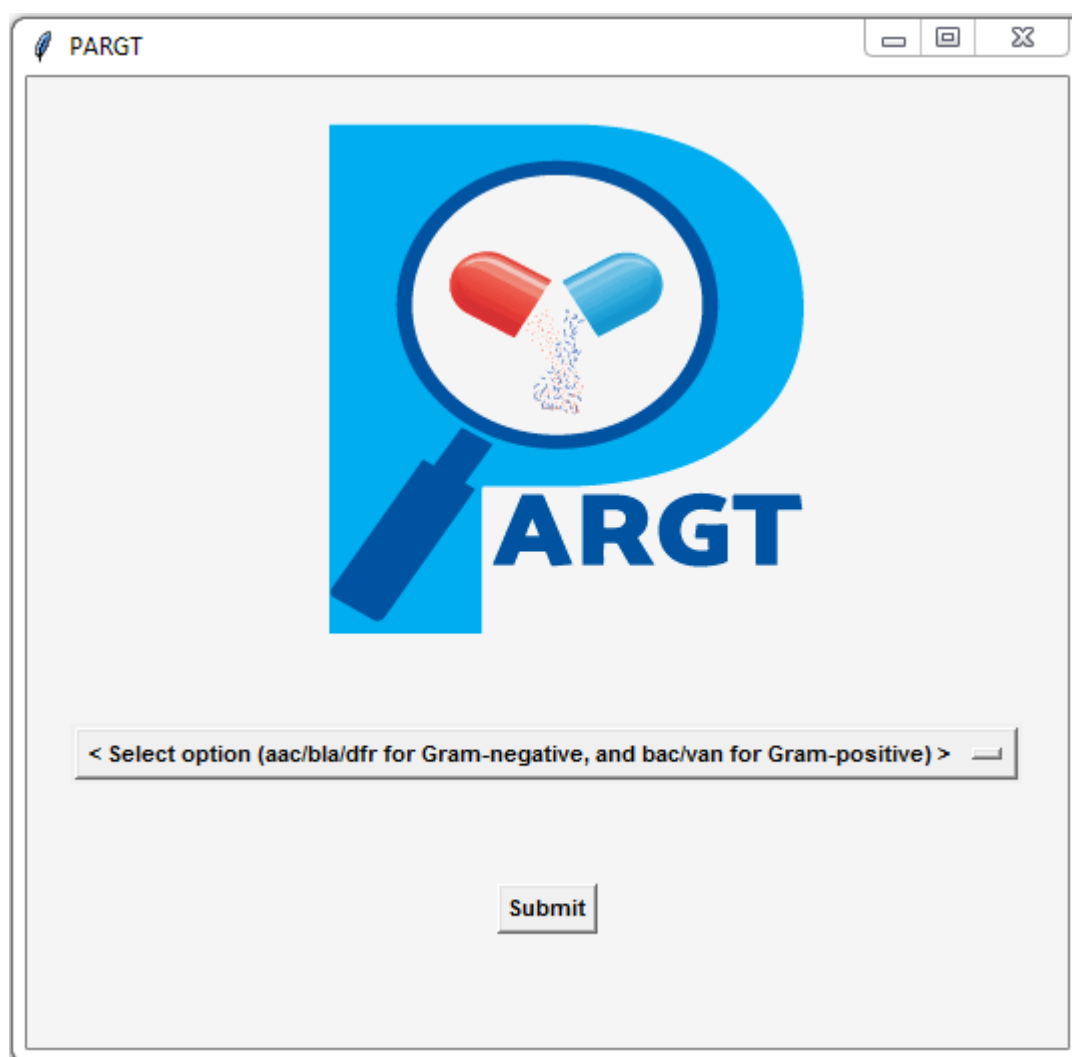 PARGT
PARGT
< Select option (aac/bla/dfr for Gram-negative, and bac/van for Gram-positive) >
Submit